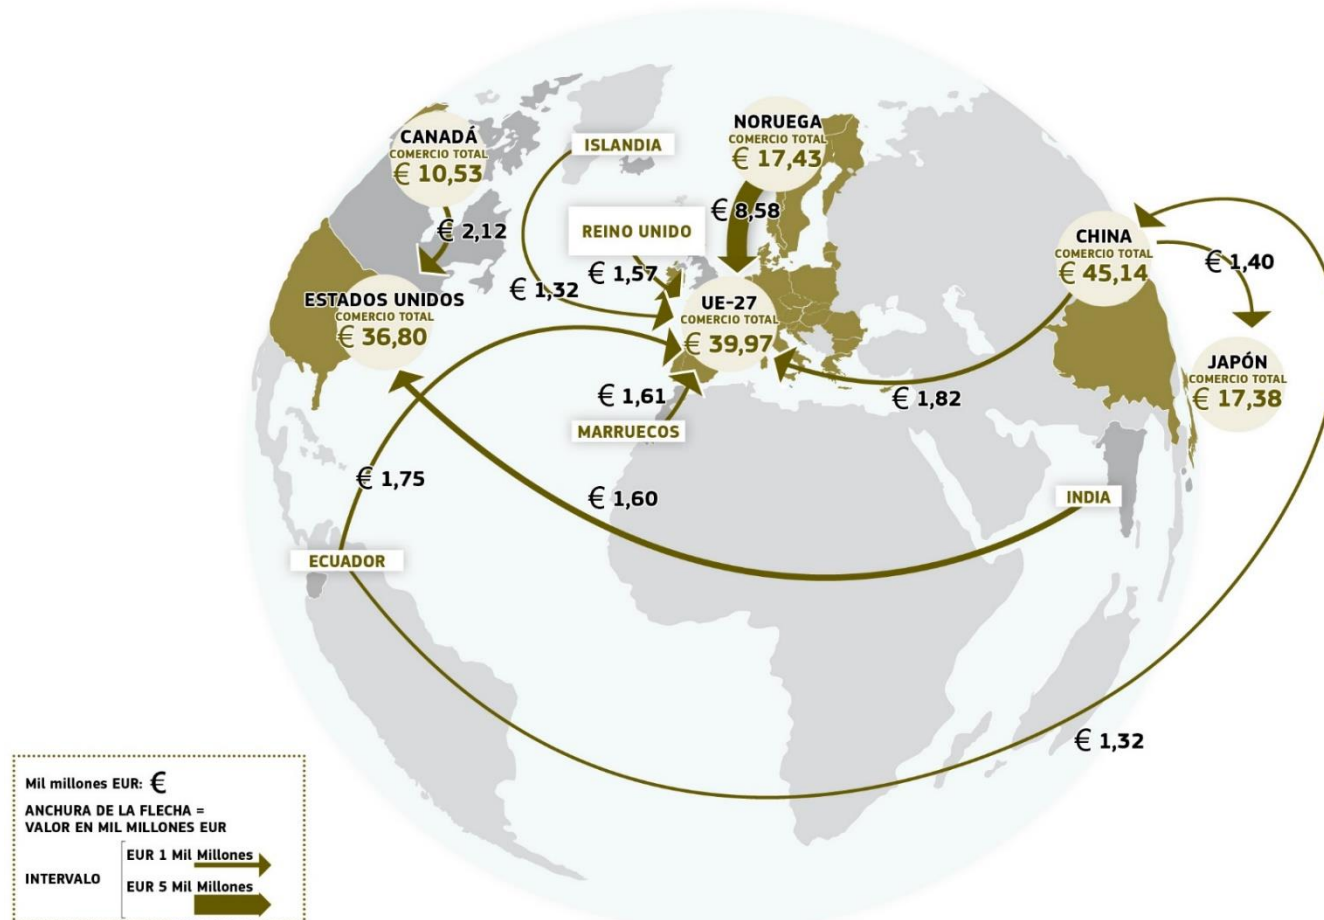 CANADÁ
COMERCIO TOTAL
€ 10,53
ISLANDIA
NORUEGA
COMERCIO TOTAL
€ 17,43
€ 2,12
REINO UNIDO
€ 8,58
€ 1,57
€ 1,32
CHINA
COMERCIO TOTAL
€ 45,14
€ 1,40
ESTADOS UNIDOS
COMERCIO TOTAL
€ 36,80
UE-27
COMERCIO TOTAL
€ 39,97
JAPÓN
COMERCIO TOTAL
€ 17,38
€ 1,61
MARRUECOS
€ 1,82
€ 1,75
€ 1,60
INDIA
ECUADOR
€ 1,32
Mil millones EUR: €
ANCHURA DE LA FLECHA =
VALOR EN MIL MILLONES EUR
INTERVALO
EUR 1 Mil Millones
EUR 5 Mil Millones